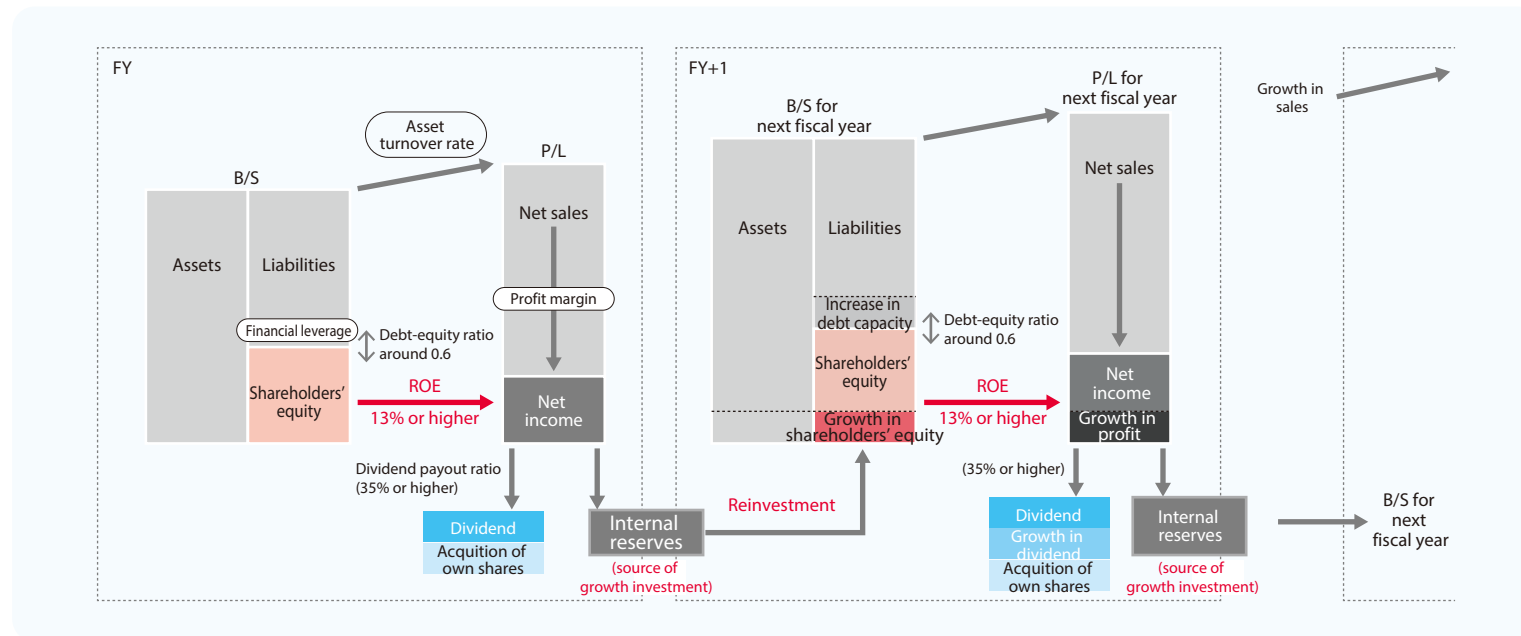 FY
Asset
turnover rate
B/S
P/L
Assets
Liabilities
Net sales
Profit margin
Financial leverage
Debt-equity ratio
around 0.6
Shareholders'
equity
ROE
13% or higher
Net
income
Dividend payout ratio
(35% or higher)
Dividend
Acquition of
own shares
Internal
reserves
(source of
growth investment)
Reinvestment
FY+1
B/S for
next fiscal year
P/L for
next fiscal year
Assets
Liabilities
Net sales
Increase in
debt capacity
Debt-equity ratio
around 0.6
Shareholders'
equity
Growth in
shareholders' equity
ROE
13% or higher
Net
income
Growth in
profit
(35% or higher)
Dividend
Growth in
dividend
Acquition of
own shares
Internal
reserves
(source of
growth investment)
Growth in
sales
B/S for
next
fiscal year